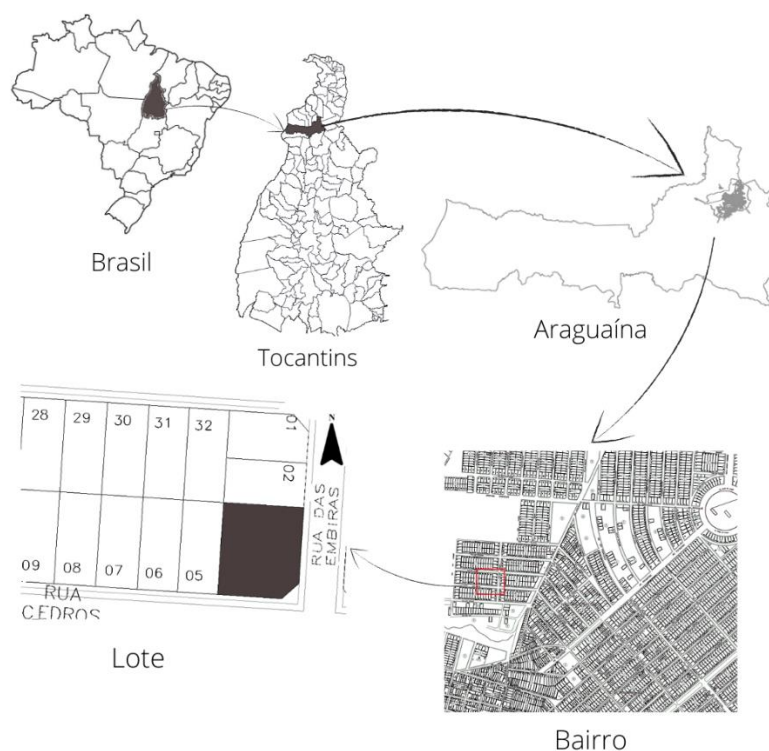 Brasil
Tocantins
Araguaína
28
29
30
31
32
01
02
N
RUA DAS
EMBIRAS
09
08
07
06
05
RUA
CEDROS
Lote
Bairro